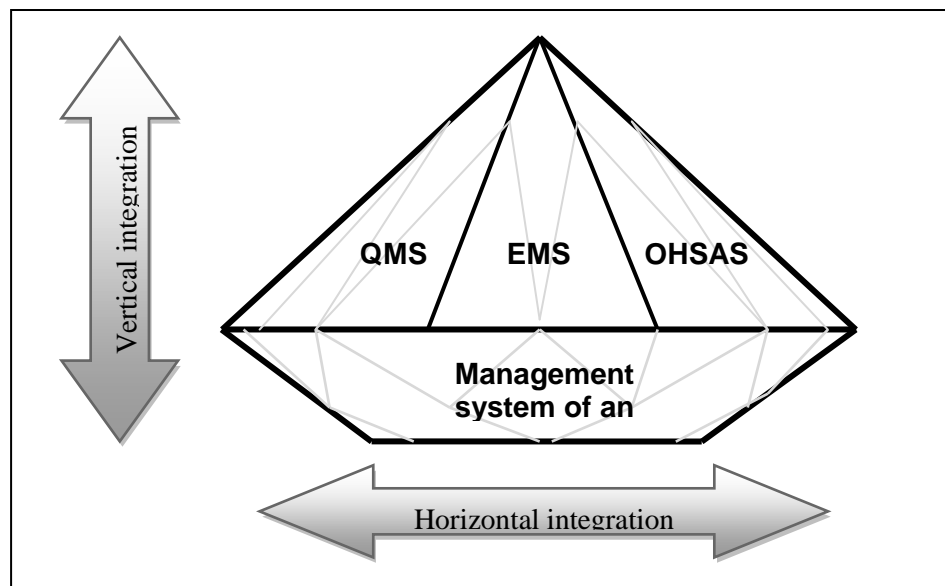 Vertical integration
QMS
EMS
OHSAS
Management
system of an
Horizontal integration